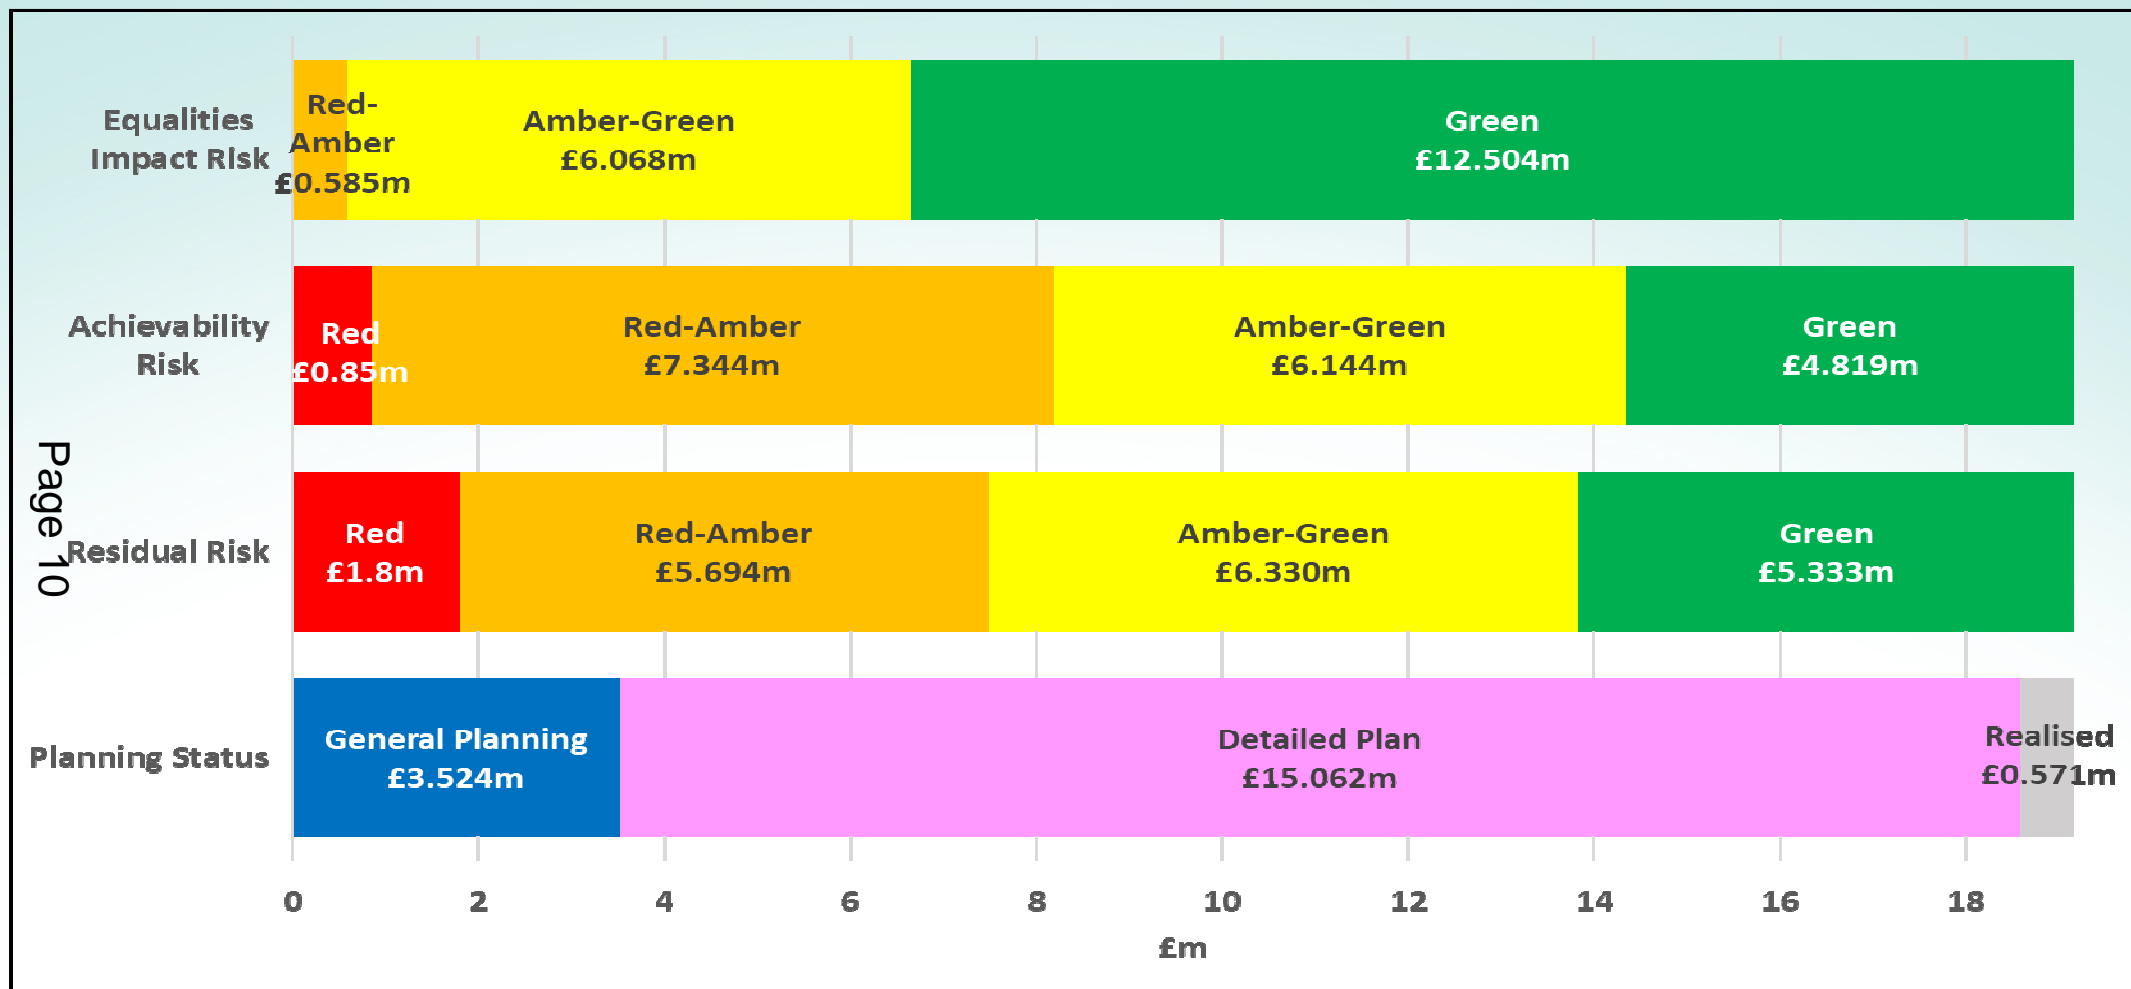 Equalities
Impact Risk
Red-
Amber
£0.585m
Amber-Green
£6.068m
Green
£12.504m
Achievability
Risk
Red
£0.85m
Red-Amber
£7.344m
Amber-Green
£6.144m
Green
£4.819m
Residual Risk
Red
£1.8m
Red-Amber
£5.694m
Amber-Green
£6.330m
Green
£5.333m
Planning Status
General Planning
£3.524m
Detailed Plan
£15.062m
Realised
£0.571m
0 2 4 6 8 10 12 14 16 18
£m
Page 10